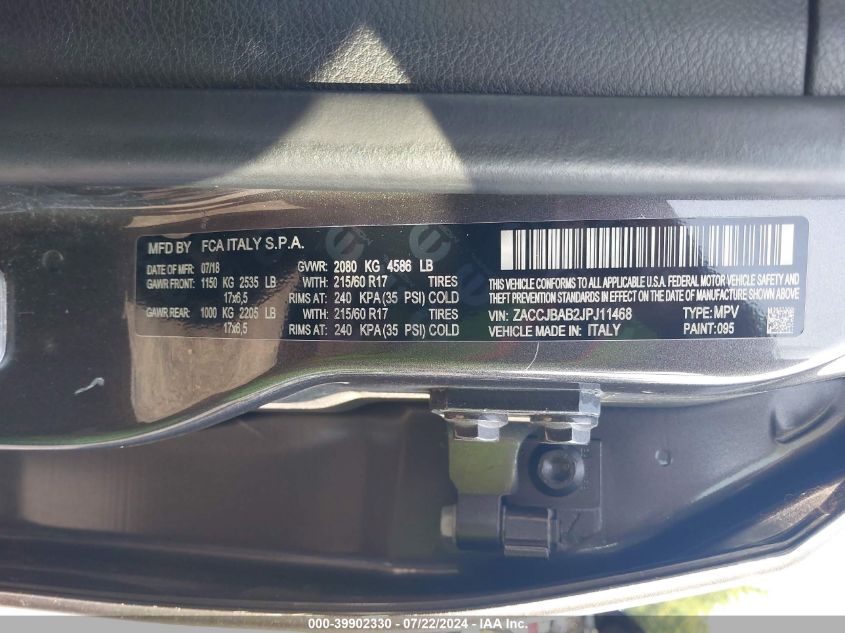 MFD BY FCA ITALY S.P.A.
DATE OF MFR: 07/18 GVWR: 2080 KG 4586 LB
GAWR FRONT: 1150 KG 2535 LB WITH: 215/60 R17 TIRES
17x6,5 RIMS AT: 240 KPA (35 PSI) COLD
GAWR REAR: 1000 KG 2205 LB WITH: 215/60 R17 TIRES
17x6,5 RIMS AT: 240 KPA (35 PSI) COLD
THIS VEHICLE CONFORMS TO ALL APPLICABLE U.S.A. FEDERAL MOTOR VEHICLE SAFETY AND
THEFT PREVENTION STANDARDS IN EFFECT ON THE DATE OF MANUFACTURE SHOWN ABOVE.
VIN: ZACCJBAB2JPJ11468 TYPE: MPV
VEHICLE MADE IN: ITALY PAINT: 095
000-39902330 - 07/22/2024 - IAA Inc.